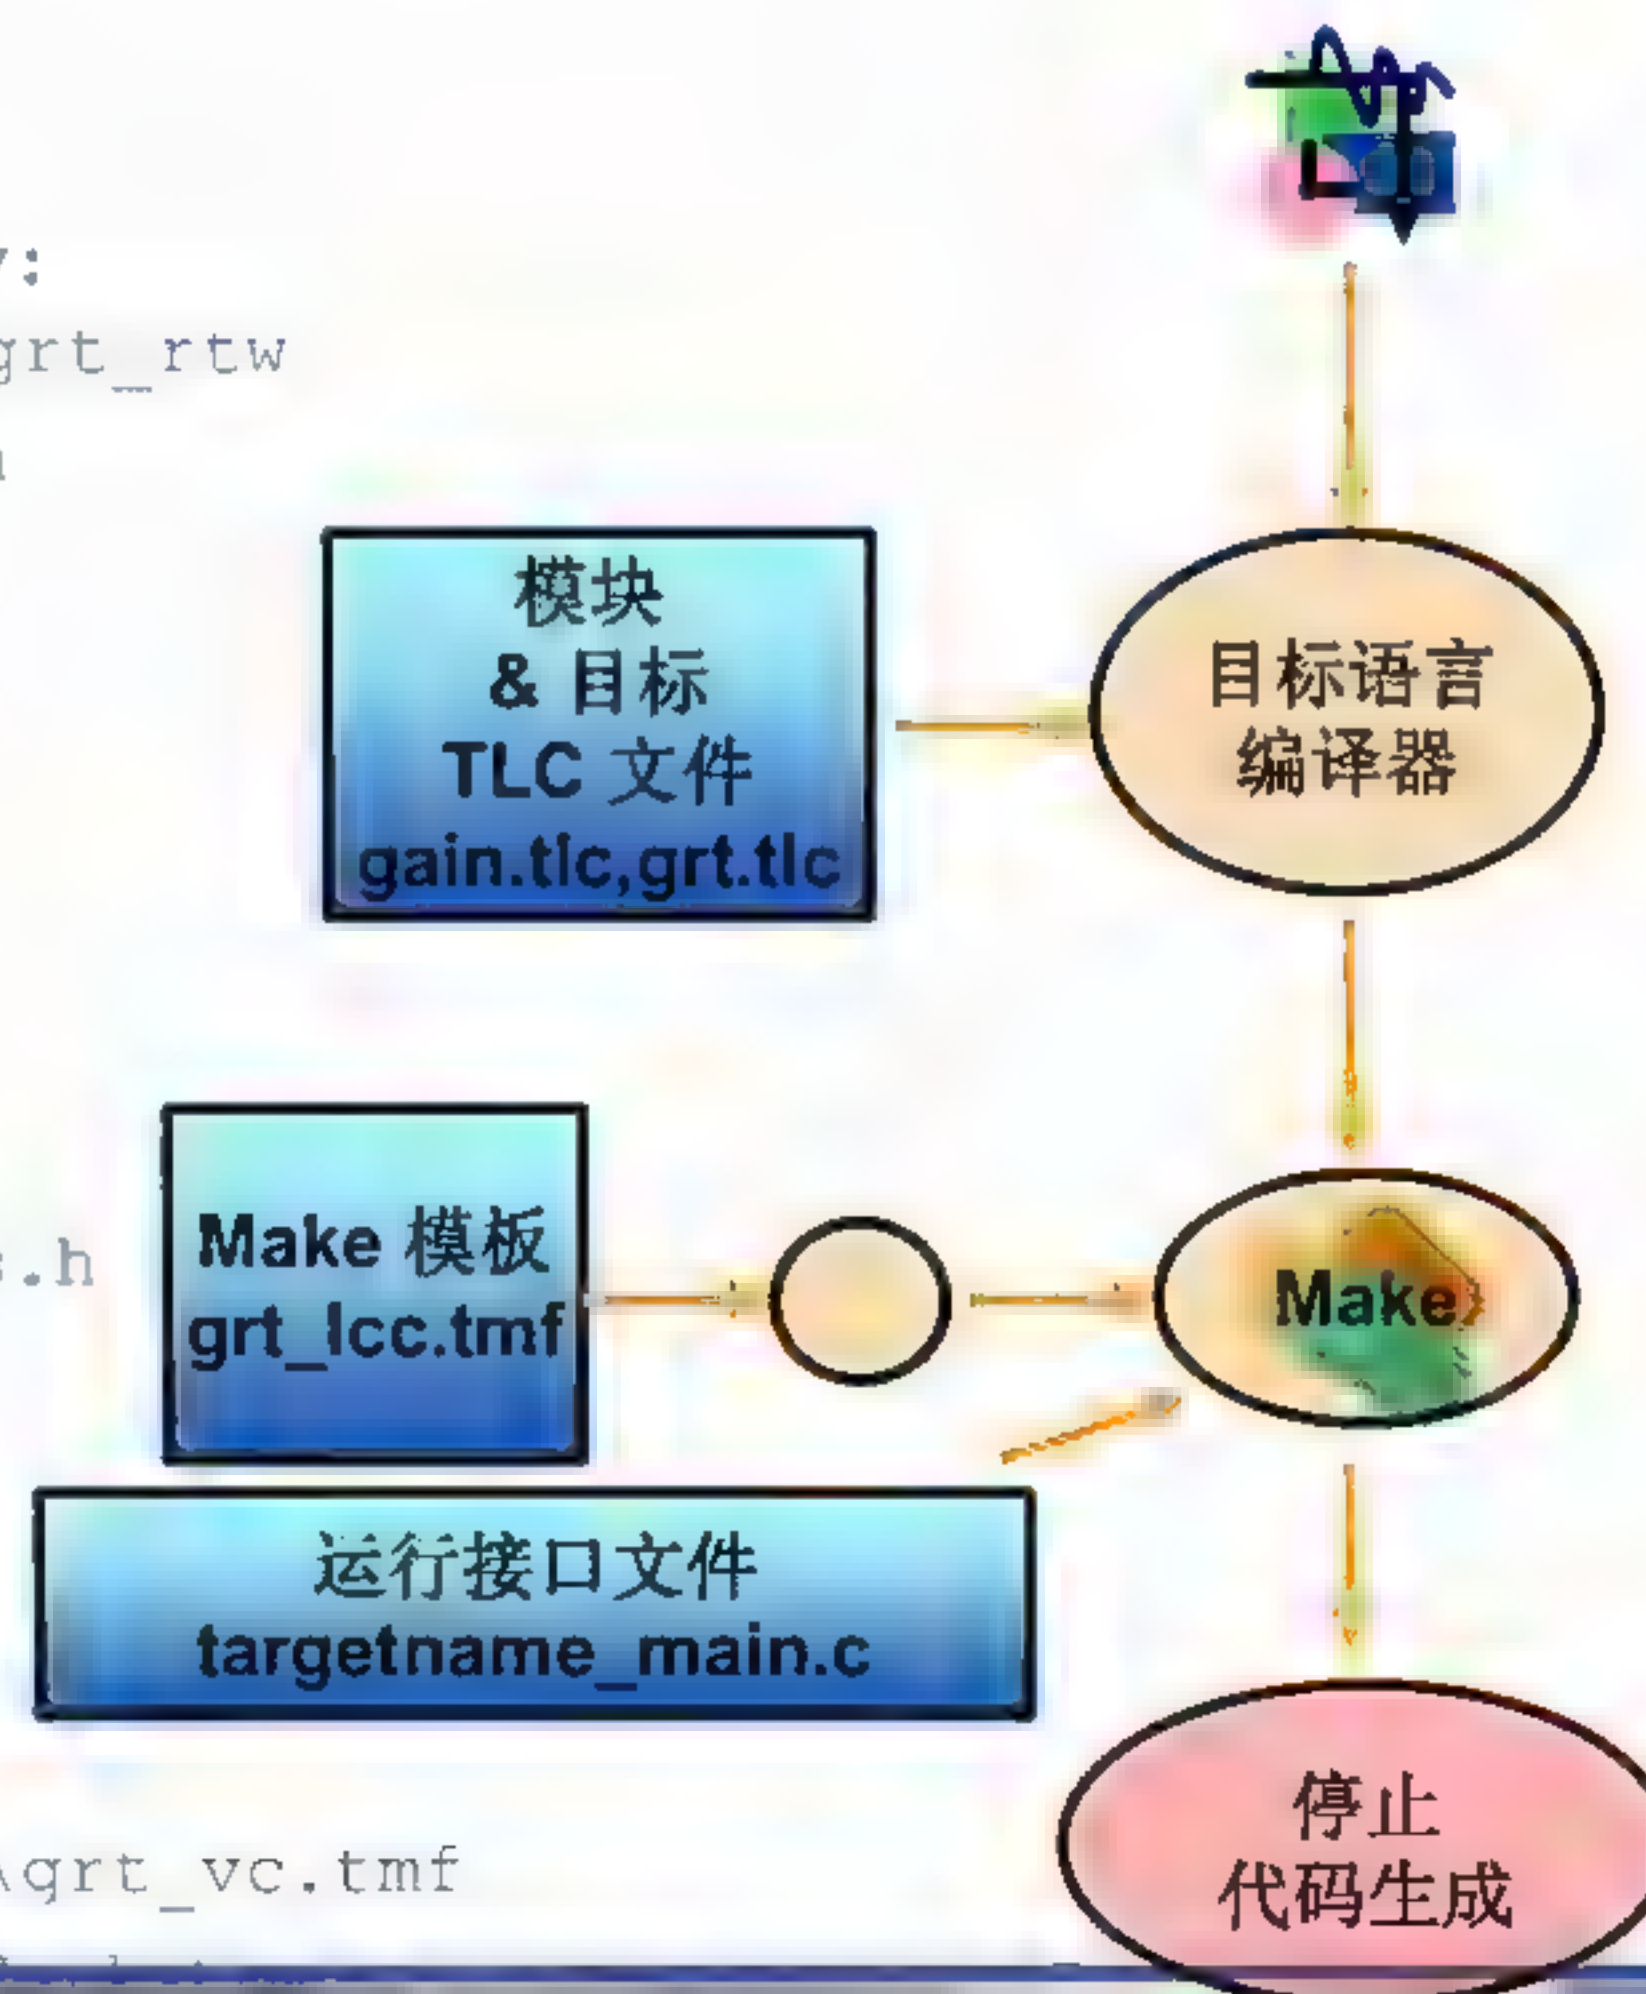 :
grt_rtw
模块
& 目标
TLC 文件
gain.tlc,grt.tlc
目标语言
编译器
Make 模板
grt_lcc.tmf
Make
.h
运行接口文件
targetname_main.c
停止
代码生成
\grt_vc.tmf